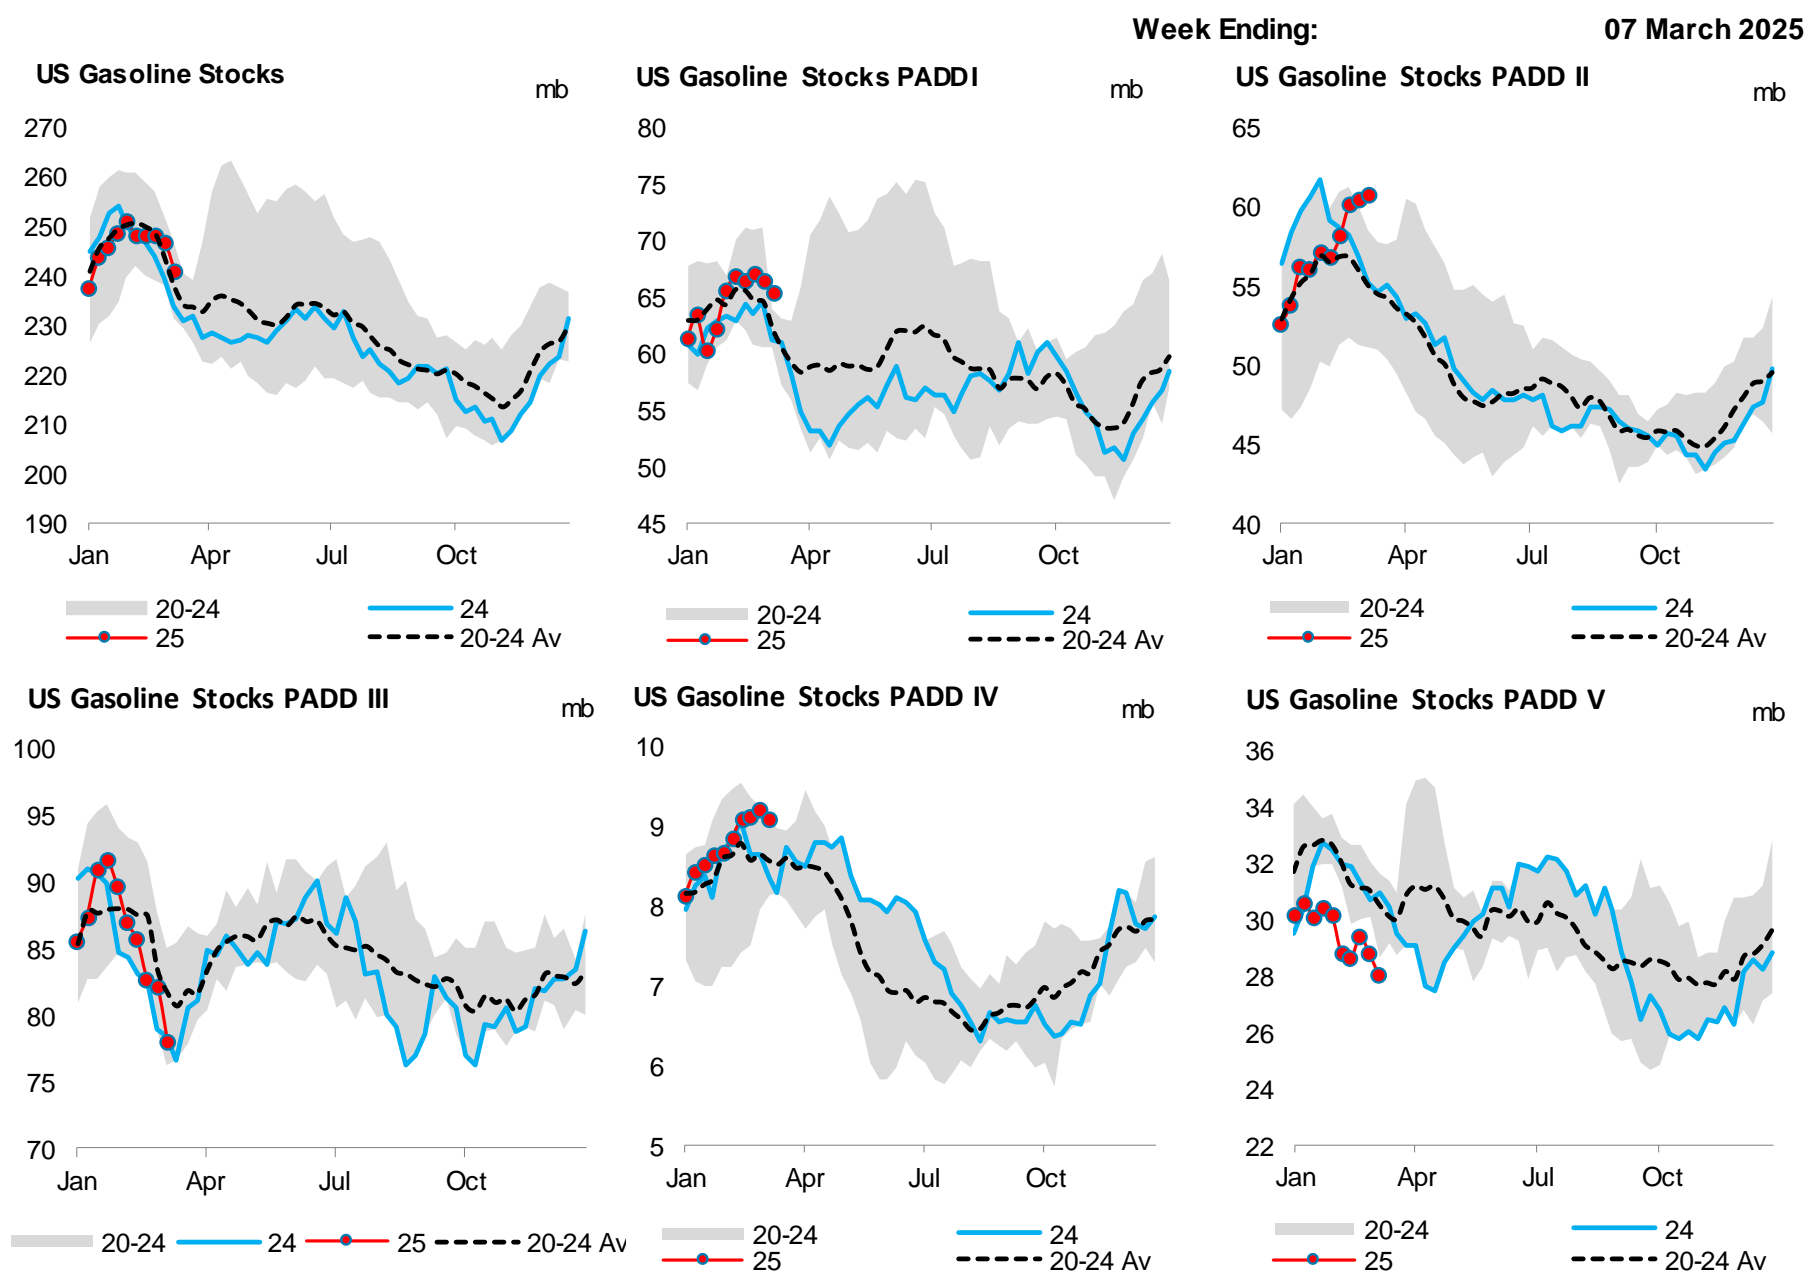 Week Ending: 07 March 2025
US Gasoline Stocks
mb
270
260
250
240
230
220
210
200
190
Jan Apr Jul Oct
20-24 24
25 20-24 Av
US Gasoline Stocks PADD I
mb
80
75
70
65
60
55
50
45
Jan Apr Jul Oct
20-24 24
25 20-24 Av
US Gasoline Stocks PADD II
mb
65
60
55
50
45
40
Jan Apr Jul Oct
20-24 24
25 20-24 Av
US Gasoline Stocks PADD III
mb
100
95
90
85
80
75
70
Jan Apr Jul Oct
20-24 24 25 20-24 Av
US Gasoline Stocks PADD IV
mb
10
9
8
7
6
5
Jan Apr Jul Oct
20-24 24
25 20-24 Av
US Gasoline Stocks PADD V
mb
36
34
32
30
28
26
24
22
Jan Apr Jul Oct
20-24 24
25 20-24 Av